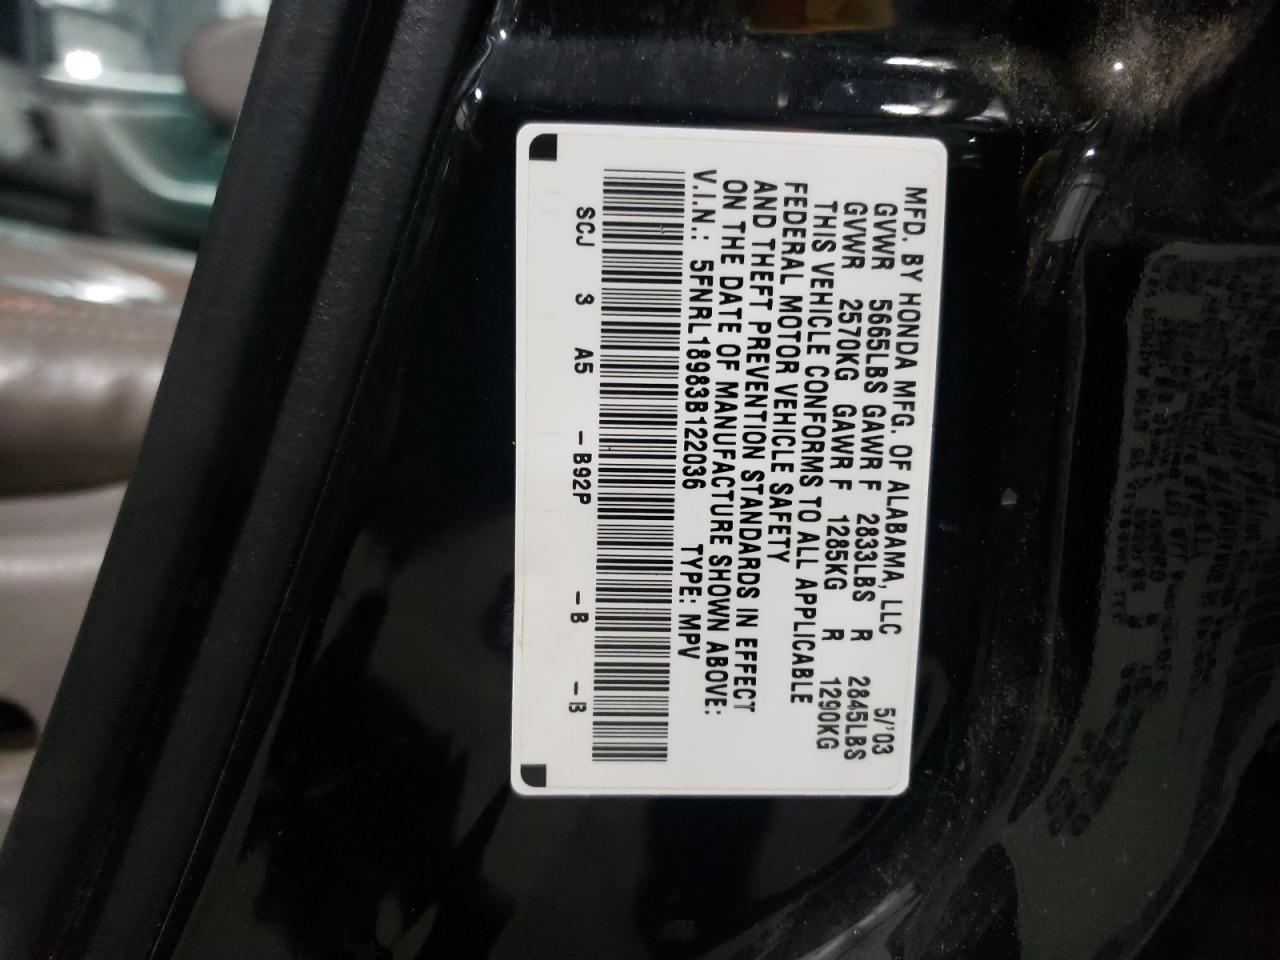 MFD. BY HONDA MFG. OF ALABAMA, LLC 5/'03
GVWR 5665LBS GAWR F 2833LBS R 2845LBS
GVWR 2570KG GAWR F 1285KG R 1290KG
THIS VEHICLE CONFORMS TO ALL APPLICABLE
FEDERAL MOTOR VEHICLE SAFETY
AND THEFT PREVENTION STANDARDS IN EFFECT
ON THE DATE OF MANUFACTURE SHOWN ABOVE:
V.I.N.: 5FNRL18983B122036 TYPE: MPV
SCJ 3 A5 -B92P -B